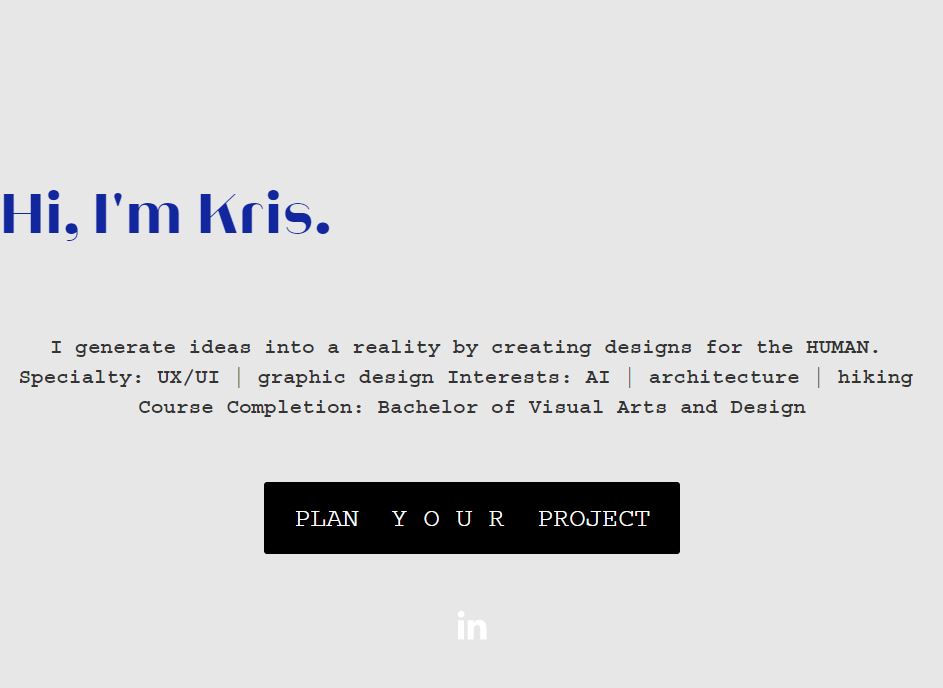 Hi, I'm Kris.
I generate ideas into a reality by creating designs for the HUMAN.
Specialty: UX/UI | graphic design Interests: AI | architecture | hiking
Course Completion: Bachelor of Visual Arts and Design
PLAN Y O U R PROJECT
in